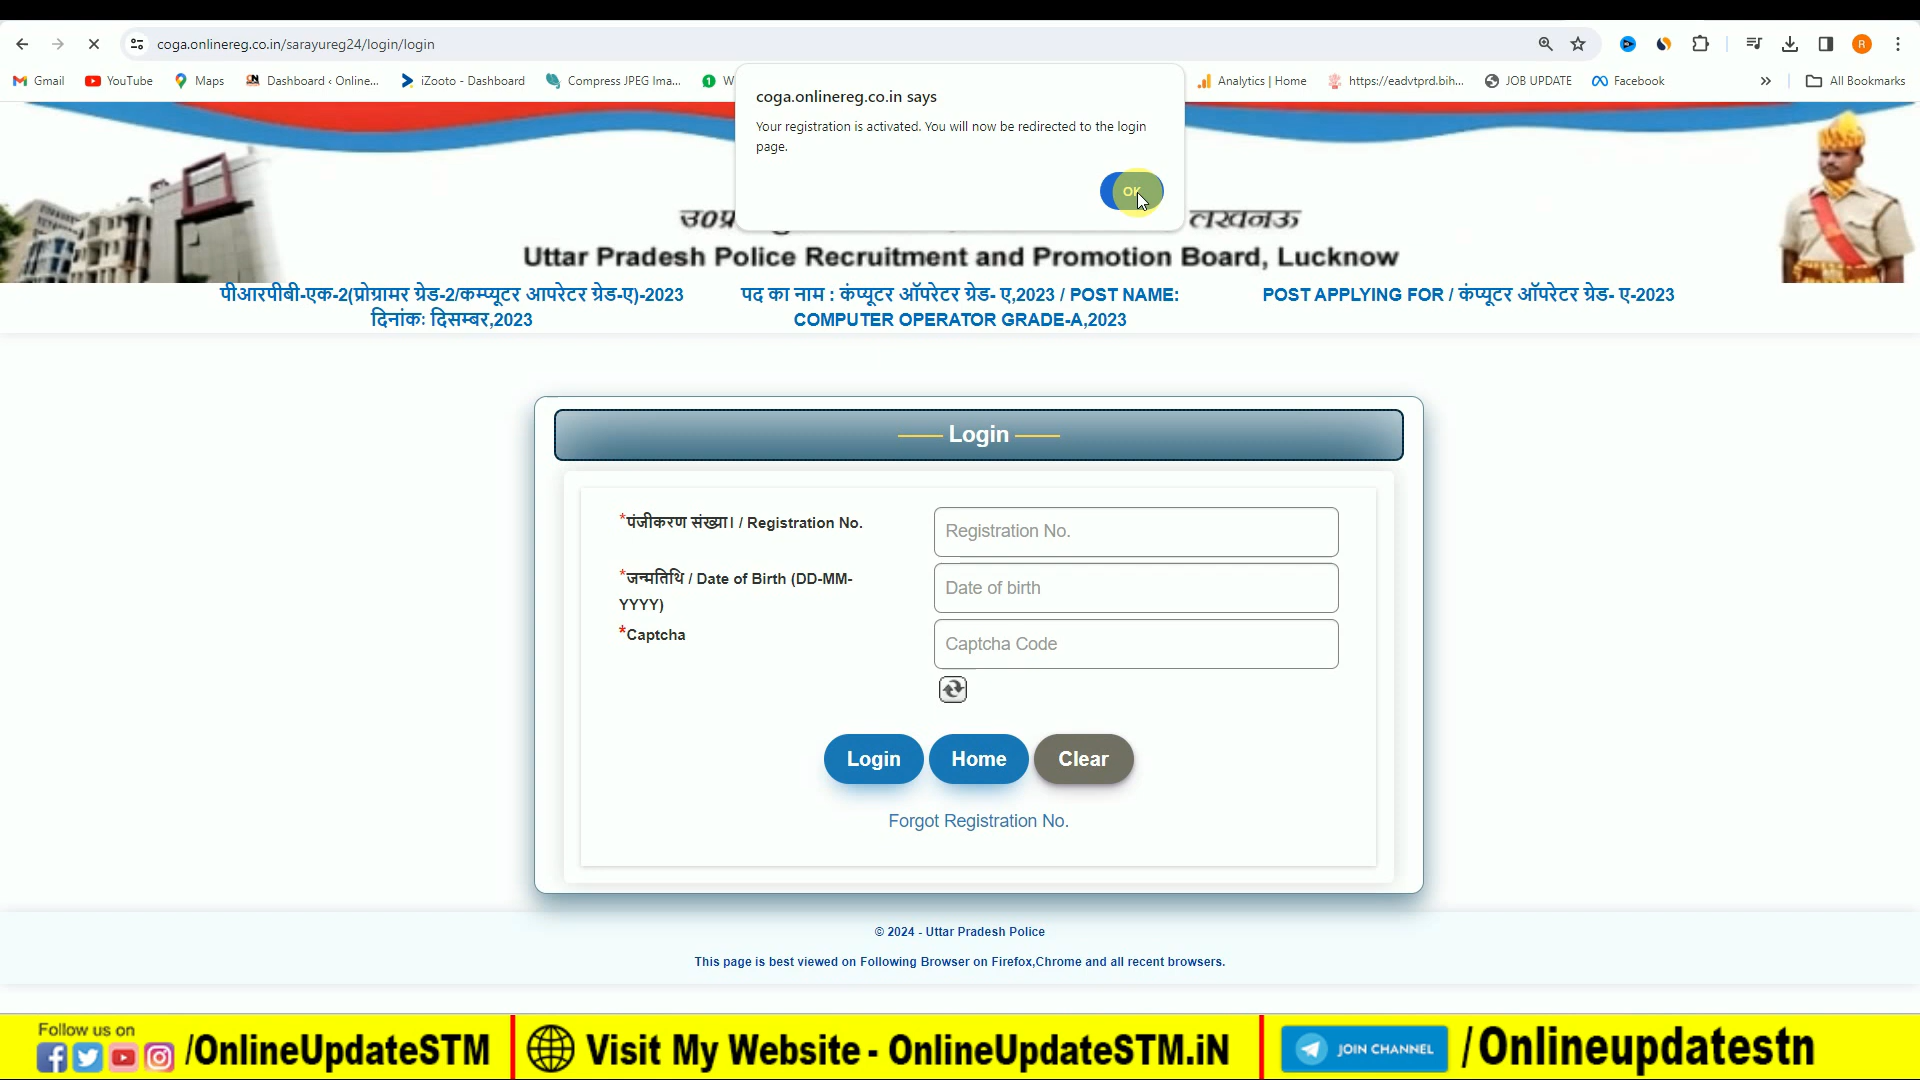 coga.onlinereg.co.in/sarayureg24/login/login
Gmail YouTube Maps Dashboard ‹ Online... iZooto - Dashboard Compress JPEG Ima... W Analytics | Home https://eadvtprd.bih... JOB UPDATE Facebook » All Bookmarks
coga.onlinereg.co.in says
Your registration is activated. You will now be redirected to the login
page.
OK
लखनऊ
Uttar Pradesh Police Recruitment and Promotion Board, Lucknow
पीआरपीबी-एक-2(प्रोग्रामर ग्रेड-2/कम्प्यूटर आपरेटर ग्रेड-ए)-2023
दिनांकः दिसम्बर,2023
पद का नाम : कंप्यूटर ऑपरेटर ग्रेड- ए,2023 / POST NAME:
COMPUTER OPERATOR GRADE-A,2023
POST APPLYING FOR / कंप्यूटर ऑपरेटर ग्रेड- ए-2023
Login
*पंजीकरण संख्या। / Registration No.
Registration No.
*जन्मतिथि / Date of Birth (DD-MM-
YYYY)
Date of birth
*Captcha
Captcha Code
Login Home Clear
Forgot Registration No.
© 2024 - Uttar Pradesh Police
This page is best viewed on Following Browser on Firefox,Chrome and all recent browsers.
Follow us on
/OnlineUpdateSTM
Visit My Website - OnlineUpdateSTM.iN
JOIN CHANNEL
/Onlineupdatestn